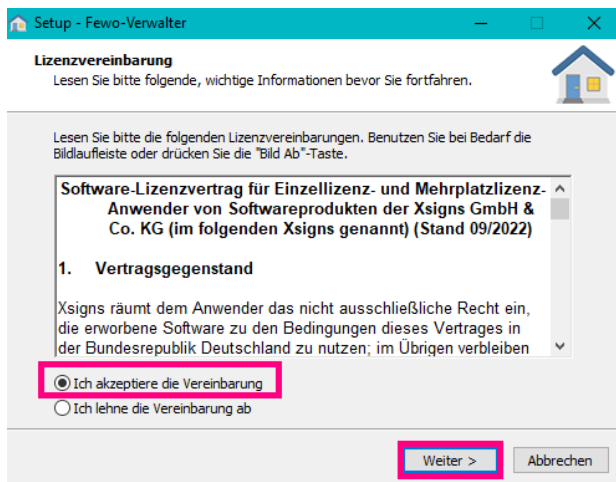 Setup - Fewo-Verwalter
Lizenzvereinbarung
Lesen Sie bitte folgende, wichtige Informationen bevor Sie fortfahren.
Lesen Sie bitte die folgenden Lizenzvereinbarungen. Benutzen Sie bei Bedarf die
Bildlaufleiste oder drücken Sie die "Bild Ab"-Taste.
Software-Lizenzvertrag für Einzellizenz- und Mehrplatzlizenz-
Anwender von Softwareprodukten der Xsigns GmbH &
Co. KG (im folgenden Xsigns genannt) (Stand 09/2022)
1. Vertragsgegenstand
Xsigns räumt dem Anwender das nicht ausschließliche Recht ein,
die erworbene Software zu den Bedingungen dieses Vertrages in
der Bundesrepublik Deutschland zu nutzen; im Übrigen verbleiben
Ich akzeptiere die Vereinbarung
Ich lehne die Vereinbarung ab
Weiter >
Abbrechen